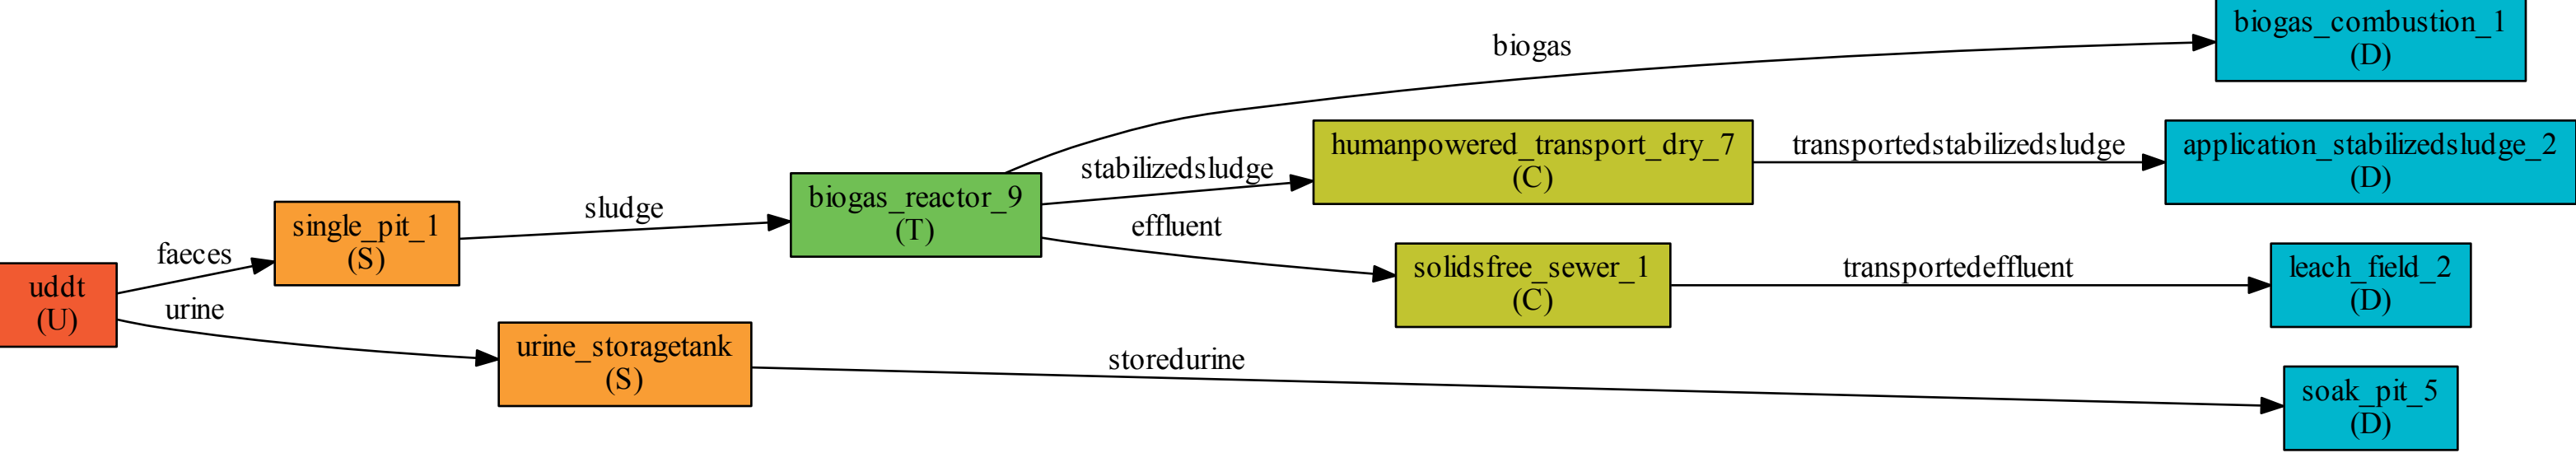 biogas_combustion_1
(D)
biogas
humanpowered_transport_dry_7
(C)
transportedstabilizedsludge
application_stabilizedsludge_2
(D)
stabilizedsludge
biogas_reactor_9
(T)
sludge
single_pit_1
(S)
effluent
faeces
solidsfree_sewer_1
(C)
transportedeffluent
leach_field_2
(D)
uddt
(U)
urine
urine_storagetank
(S)
storedurine
soak_pit_5
(D)